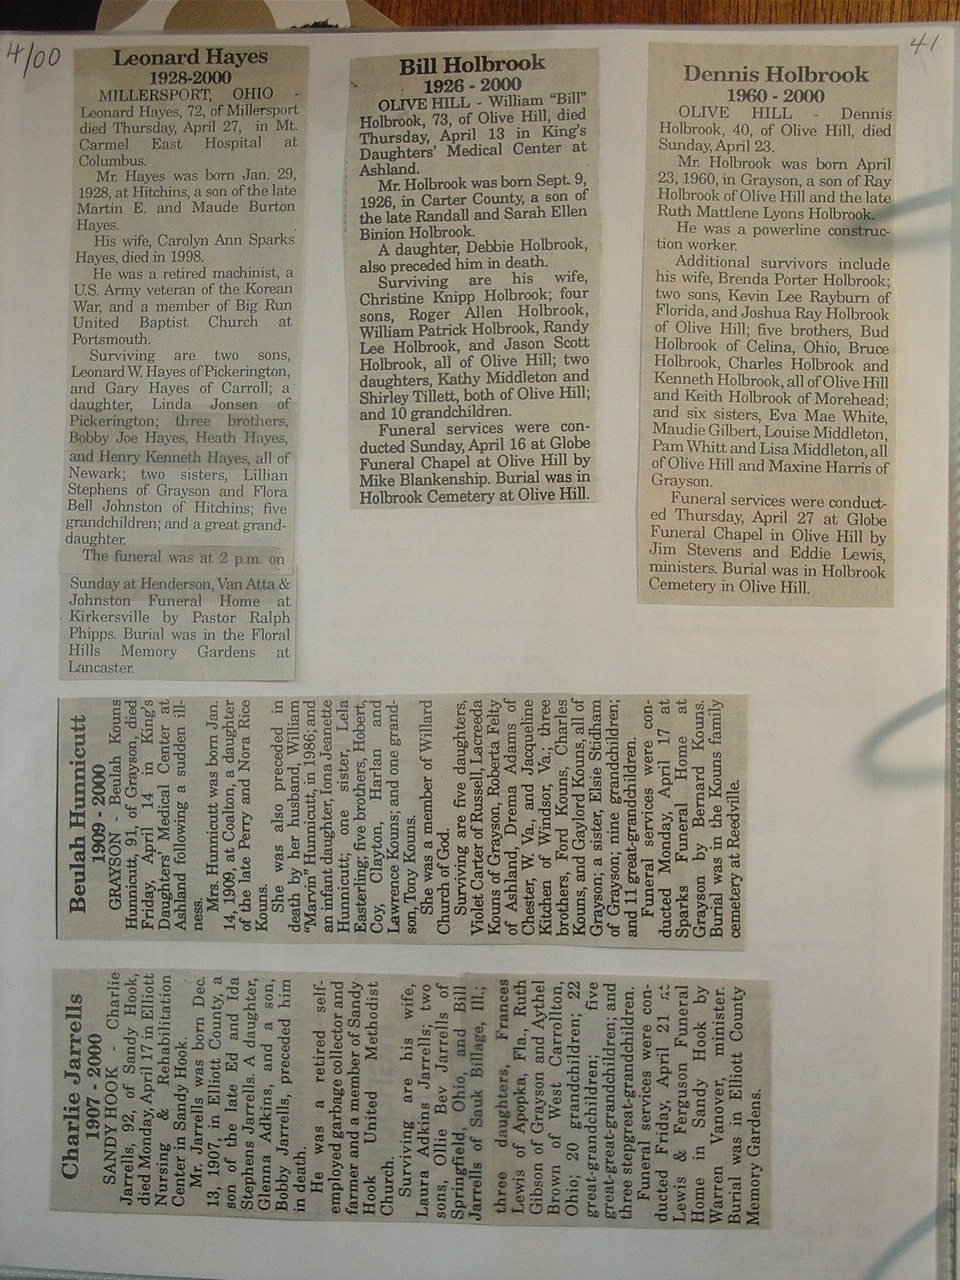 4/00
41
Leonard Hayes
1928-2000
MILLERSPORT, OHIO -
Leonard Hayes, 72, of Millersport
died Thursday, April 27, in Mt.
Carmel East Hospital at
Columbus.
Mr. Hayes was born Jan. 29,
1928, at Hitchins, a son of the late
Martin E. and Maude Burton
Hayes.
His wife, Carolyn Ann Sparks
Hayes, died in 1998.
He was a retired machinist, a
U.S. Army veteran of the Korean
War, and a member of Big Run
United Baptist Church at
Portsmouth.
Surviving are two sons,
Leonard W. Hayes of Pickerington,
and Gary Hayes of Carroll; a
daughter, Linda Jonsen of
Pickerington; three brothers,
Bobby Joe Hayes, Heath Hayes,
and Henry Kenneth Hayes, all of
Newark; two sisters, Lillian
Stephens of Grayson and Flora
Bell Johnston of Hitchins; five
grandchildren; and a great grand-
daughter.
The funeral was at 2 p.m. on
Sunday at Henderson, Van Atta &
Johnston Funeral Home at
Kirkersville by Pastor Ralph
Phipps. Burial was in the Floral
Hills Memory Gardens at
Lancaster.
Bill Holbrook
1926 - 2000
OLIVE HILL - William "Bill"
Holbrook, 73, of Olive Hill, died
Thursday, April 13 in King's
Daughters' Medical Center at
Ashland.
Mr. Holbrook was born Sept. 9,
1926, in Carter County, a son of
the late Randall and Sarah Ellen
Binion Holbrook.
A daughter, Debbie Holbrook,
also preceded him in death.
Surviving are his wife,
Christine Knipp Holbrook; four
sons, Roger Allen Holbrook,
William Patrick Holbrook, Randy
Lee Holbrook, and Jason Scott
Holbrook, all of Olive Hill; two
daughters, Kathy Middleton and
Shirley Tillett, both of Olive Hill;
and 10 grandchildren.
Funeral services were con-
ducted Sunday, April 16 at Globe
Funeral Chapel at Olive Hill by
Mike Blankenship. Burial was in
Holbrook Cemetery at Olive Hill.
Dennis Holbrook
1960 - 2000
OLIVE HILL - Dennis
Holbrook, 40, of Olive Hill, died
Sunday, April 23.
Mr. Holbrook was born April
23, 1960, in Grayson, a son of Ray
Holbrook of Olive Hill and the late
Ruth Mattlene Lyons Holbrook.
He was a powerline construc-
tion worker.
Additional survivors include
his wife, Brenda Porter Holbrook;
two sons, Kevin Lee Rayburn of
Florida, and Joshua Ray Holbrook
of Olive Hill; five brothers, Bud
Holbrook of Celina, Ohio, Bruce
Holbrook, Charles Holbrook and
Kenneth Holbrook, all of Olive Hill
and Keith Holbrook of Morehead;
and six sisters, Eva Mae White,
Maudie Gilbert, Louise Middleton,
Pam Whitt and Lisa Middleton, all
of Olive Hill and Maxine Harris of
Grayson.
Funeral services were conduct-
ed Thursday, April 27 at Globe
Funeral Chapel in Olive Hill by
Jim Stevens and Eddie Lewis,
ministers. Burial was in Holbrook
Cemetery in Olive Hill.
Beulah Hunnicutt
1909 - 2000
GRAYSON - Beulah Kouns
Hunnicutt, 91, of Grayson, died
Friday, April 14 in King's
Daughters' Medical Center at
Ashland following a sudden ill-
ness.
Mrs. Hunnicutt was born Jan.
14, 1909, at Coalton, a daughter
of the late Perry and Nora Rice
Kouns.
She was also preceded in
death by her husband, William
"Marvin" Hunnicutt, in 1986; and
an infant daughter, Iona Jeanette
Hunnicutt; one sister, Lela
Easterling; five brothers, Hobert,
Coy, Clayton, Harlan and
Lawrence Kouns; and one grand-
son, Tony Kouns.
She was a member of Willard
Church of God.
Surviving are five daughters,
Violet Carter of Russell, Lacreeda
Kouns of Grayson, Roberta Felty
of Ashland, Drema Adams of
Chester, W. Va., and Jacqueline
Kitchen of Windsor, Va.; three
brothers, Ford Kouns, Charles
Kouns, and Gaylord Kouns, all of
Grayson; a sister, Elsie Stidham
of Grayson; nine grandchildren;
and 11 great-grandchildren.
Funeral services were con-
ducted Monday, April 17 at
Sparks Funeral Home at
Grayson by Bernard Kouns.
Burial was in the Kouns family
cemetery at Reedville.
Charlie Jarrells
1907 - 2000
SANDY HOOK - Charlie
Jarrells, 92, of Sandy Hook,
died Monday, April 17 in Elliott
Nursing & Rehabilitation
Center in Sandy Hook.
Mr. Jarrells was born Dec.
13, 1907, in Elliott County, a
son of the late Ed and Ida
Stephens Jarrells. A daughter,
Glenna Adkins, and a son,
Bobby Jarrells, preceded him
in death.
He was a retired self-
employed garbage collector and
farmer and a member of Sandy
Hook United Methodist
Church.
Surviving are his wife,
Laura Adkins Jarrells; two
sons, Ollie Bev Jarrells of
Springfield, Ohio, and Bill
Jarrells of Sauk Billage, Ill.;
three daughters, Frances
Lewis of Apopka, Fla., Ruth
Gibson of Grayson and Aythel
Brown of West Carrollton,
Ohio; 20 grandchildren; 22
great-grandchildren; five
great-great-grandchildren; and
three stepgreat-grandchildren.
Funeral services were con-
ducted Friday, April 21 at
Lewis & Ferguson Funeral
Home in Sandy Hook by
Warren Vanover, minister.
Burial was in Elliott County
Memory Gardens.